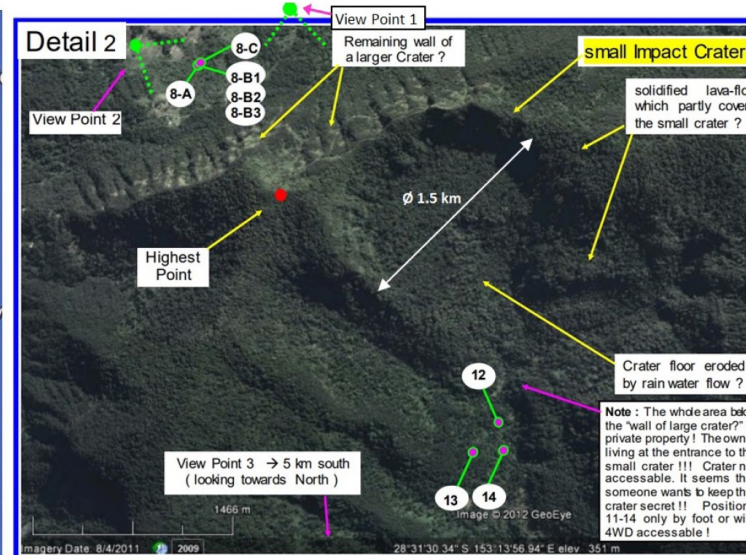 Detail 2
View Point 1
Remaining wall of
a larger Crater ?
small Impact Crater
8-C
8-B1
8-A
8-B2
8-B3
View Point 2
solidified lava-flo
which partly cover
the small crater ?
Ø 1.5 km
Highest
Point
Crater floor eroded
by rain water flow ?
12
Note : The whole area belo
the "wall of large crater?"
private property ! The own
living at the entrance to th
small crater !!! Crater n
accessable. It seems th
someone wants to keep th
crater secret !! Position
11-14 only by foot or wi
4WD accessable !
View Point 3 → 5 km south
( looking towards North )
13
14
1466 m
Image © 2012 GeoEye
Imagery Date: 8/4/2011
2009
28°31'30.34" S 153°13'56.94" E elev 351 m